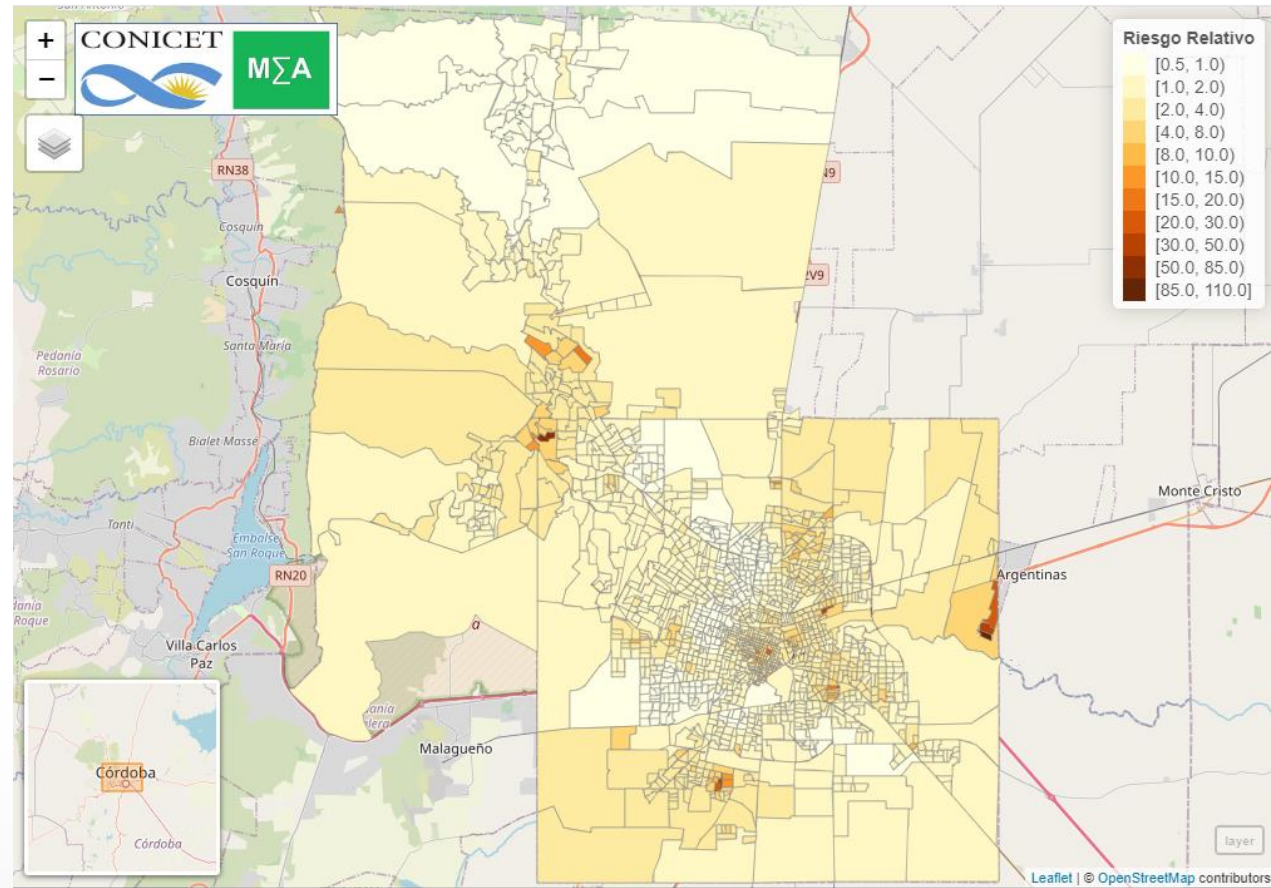 +
−
CONICET
M∑A
RN38
Cosquín
Cosquín
Santa María
Pedanía
Rosario
Bialet Massé
Tanti
Embalse
San Roque
RN20
Villa Carlos
Paz
a
Malagueño
Argentinas
Monte Cristo
Riesgo Relativo
[0.5, 1.0)
[1.0, 2.0)
[2.0, 4.0)
[4.0, 8.0)
[8.0, 10.0)
[10.0, 15.0)
[15.0, 20.0)
[20.0, 30.0)
[30.0, 50.0)
[50.0, 85.0)
[85.0, 110.0]
N9
V9
Córdoba
Córdoba
layer
Leaflet | © OpenStreetMap contributors